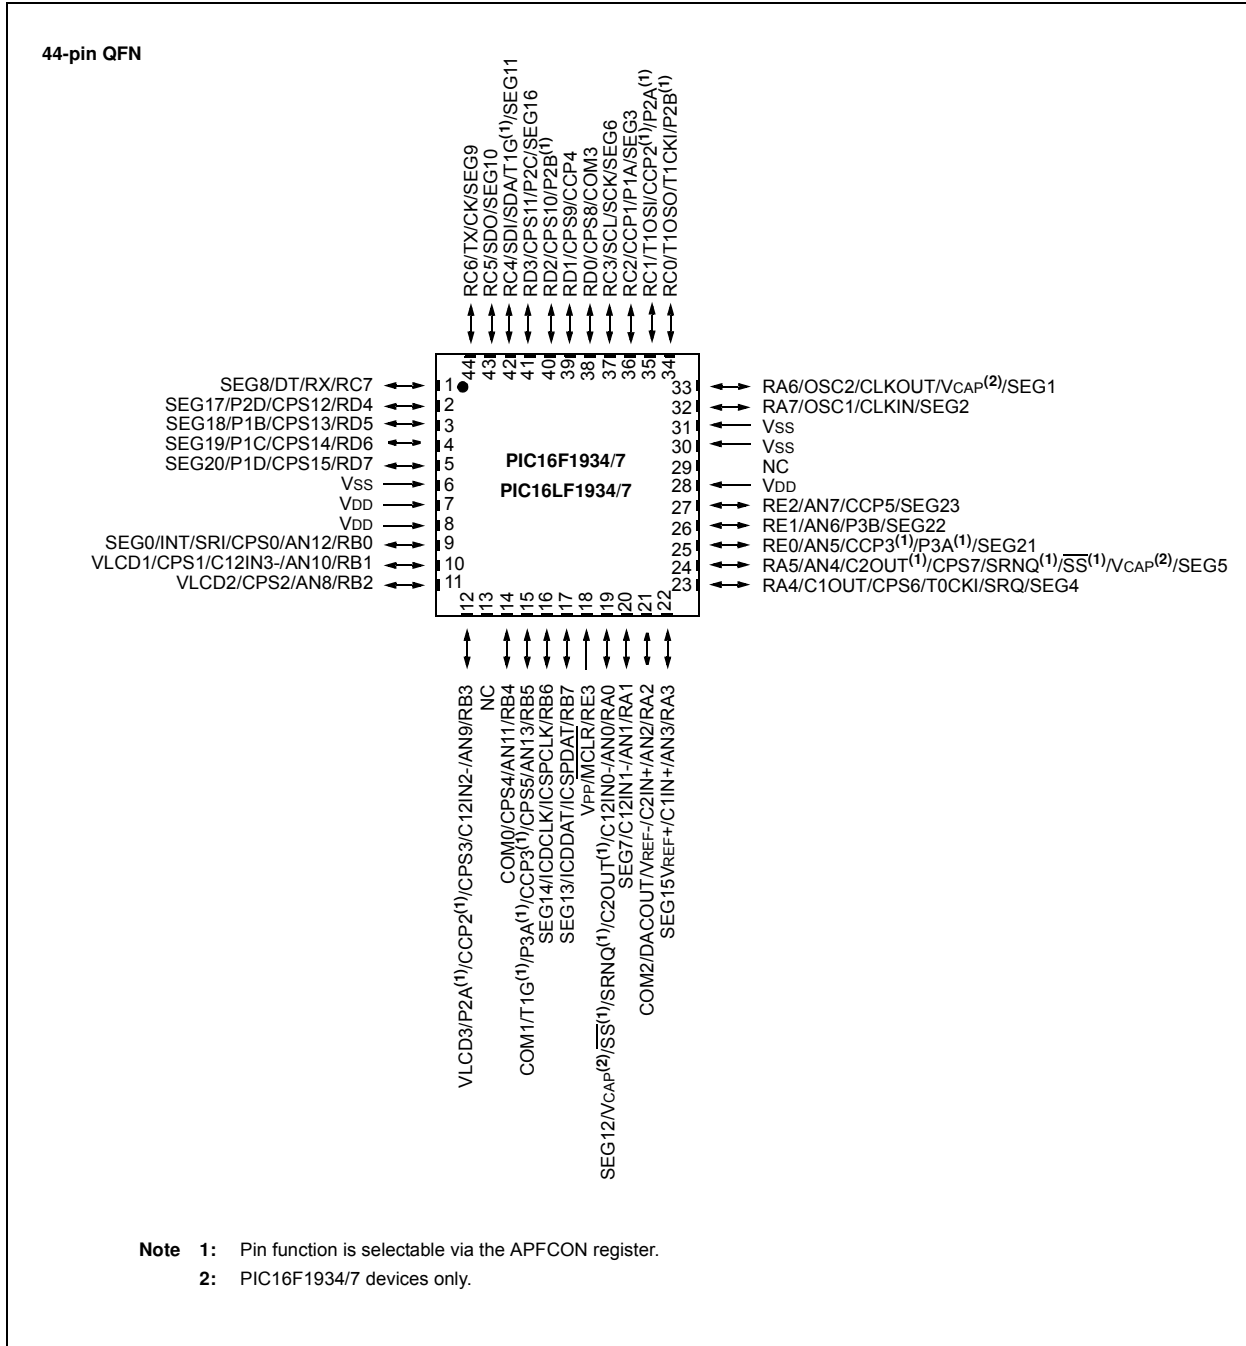 44-pin QFN
RC6/TX/CK/SEG9
RC5/SDO/SEG10
RC4/SDI/SDA/T1G(1)/SEG11
RD3/CPS11/P2C/SEG16
RD2/CPS10/P2B(1)
RD1/CPS9/CCP4
RD0/CPS8/COM3
RC3/SCL/SCK/SEG6
RC2/CCP1/P1A/SEG3
RC1/T1OSI/CCP2(1)/P2A(1)
RC0/T1OSO/T1CKI/P2B(1)
44
43
42
41
40
39
38
37
36
35
34
SEG8/DT/RX/RC7 1
SEG17/P2D/CPS12/RD4 2
SEG18/P1B/CPS13/RD5 3
SEG19/P1C/CPS14/RD6 4
SEG20/P1D/CPS15/RD7 5
VSS 6
VDD 7
VDD 8
SEG0/INT/SRI/CPS0/AN12/RB0 9
VLCD1/CPS1/C12IN3-/AN10/RB1 10
VLCD2/CPS2/AN8/RB2 11
PIC16F1934/7
PIC16LF1934/7
33 RA6/OSC2/CLKOUT/VCAP(2)/SEG1
32 RA7/OSC1/CLKIN/SEG2
31 VSS
30 VSS
29 NC
28 VDD
27 RE2/AN7/CCP5/SEG23
26 RE1/AN6/P3B/SEG22
25 RE0/AN5/CCP3(1)/P3A(1)/SEG21
24 RA5/AN4/C2OUT(1)/CPS7/SRNQ(1)/SS(1)/VCAP(2)/SEG5
23 RA4/C1OUT/CPS6/T0CKI/SRQ/SEG4
12
13
14
15
16
17
18
19
20
21
22
VLCD3/P2A(1)/CCP2(1)/CPS3/C12IN2-/AN9/RB3
NC
COM0/CPS4/AN11/RB4
COM1/T1G(1)/P3A(1)/CCP3(1)/CPS5/AN13/RB5
SEG14/ICDCLK/ICSPCLK/RB6
SEG13/ICDDAT/ICSPDAT/RB7
VPP/MCLR/RE3
SEG12/VCAP(2)/SS(1)/SRNQ(1)/C2OUT(1)/C12IN0-/AN0/RA0
SEG7/C12IN1-/AN1/RA1
COM2/DACOUT/VREF-/C2IN+/AN2/RA2
SEG15VREF+/C1IN+/AN3/RA3
Note 1: Pin function is selectable via the APFCON register.
2: PIC16F1934/7 devices only.